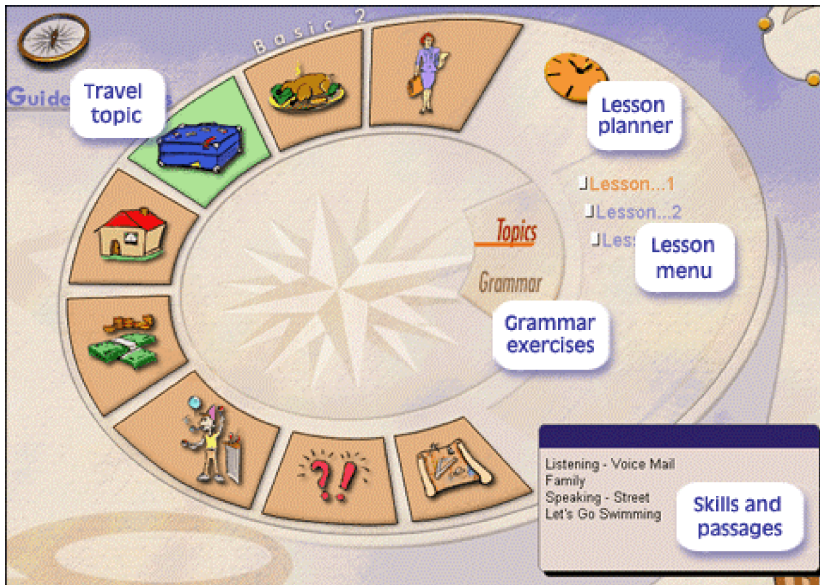 Basic 2
Travel
topic
Lesson
planner
Lesson...1
Lesson...2
Lesson
menu
Topics
Grammar
Grammar
exercises
Listening - Voice Mail
Family
Speaking - Street
Let's Go Swimming
Skills and
passages